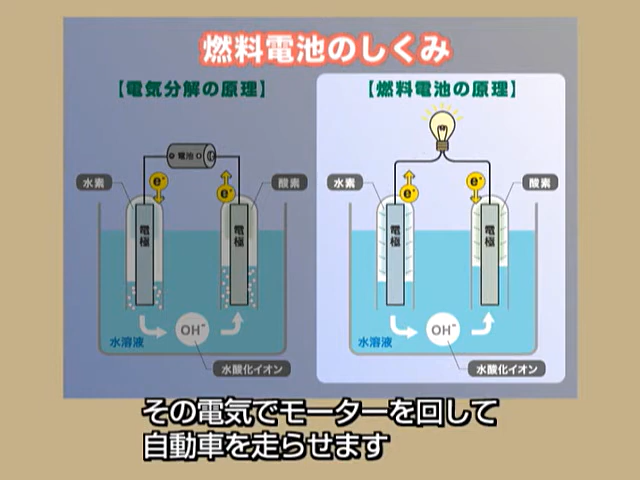 燃料電池のしくみ
【電気分解の原理】
電池
水素
e⁻
e⁻
酸素
電極
電極
OH⁻
水溶液
水酸化イオン
【燃料電池の原理】
水素
e⁻
e⁻
酸素
電極
電極
OH⁻
水溶液
水酸化イオン
その電気でモーターを回して
自動車を走らせます